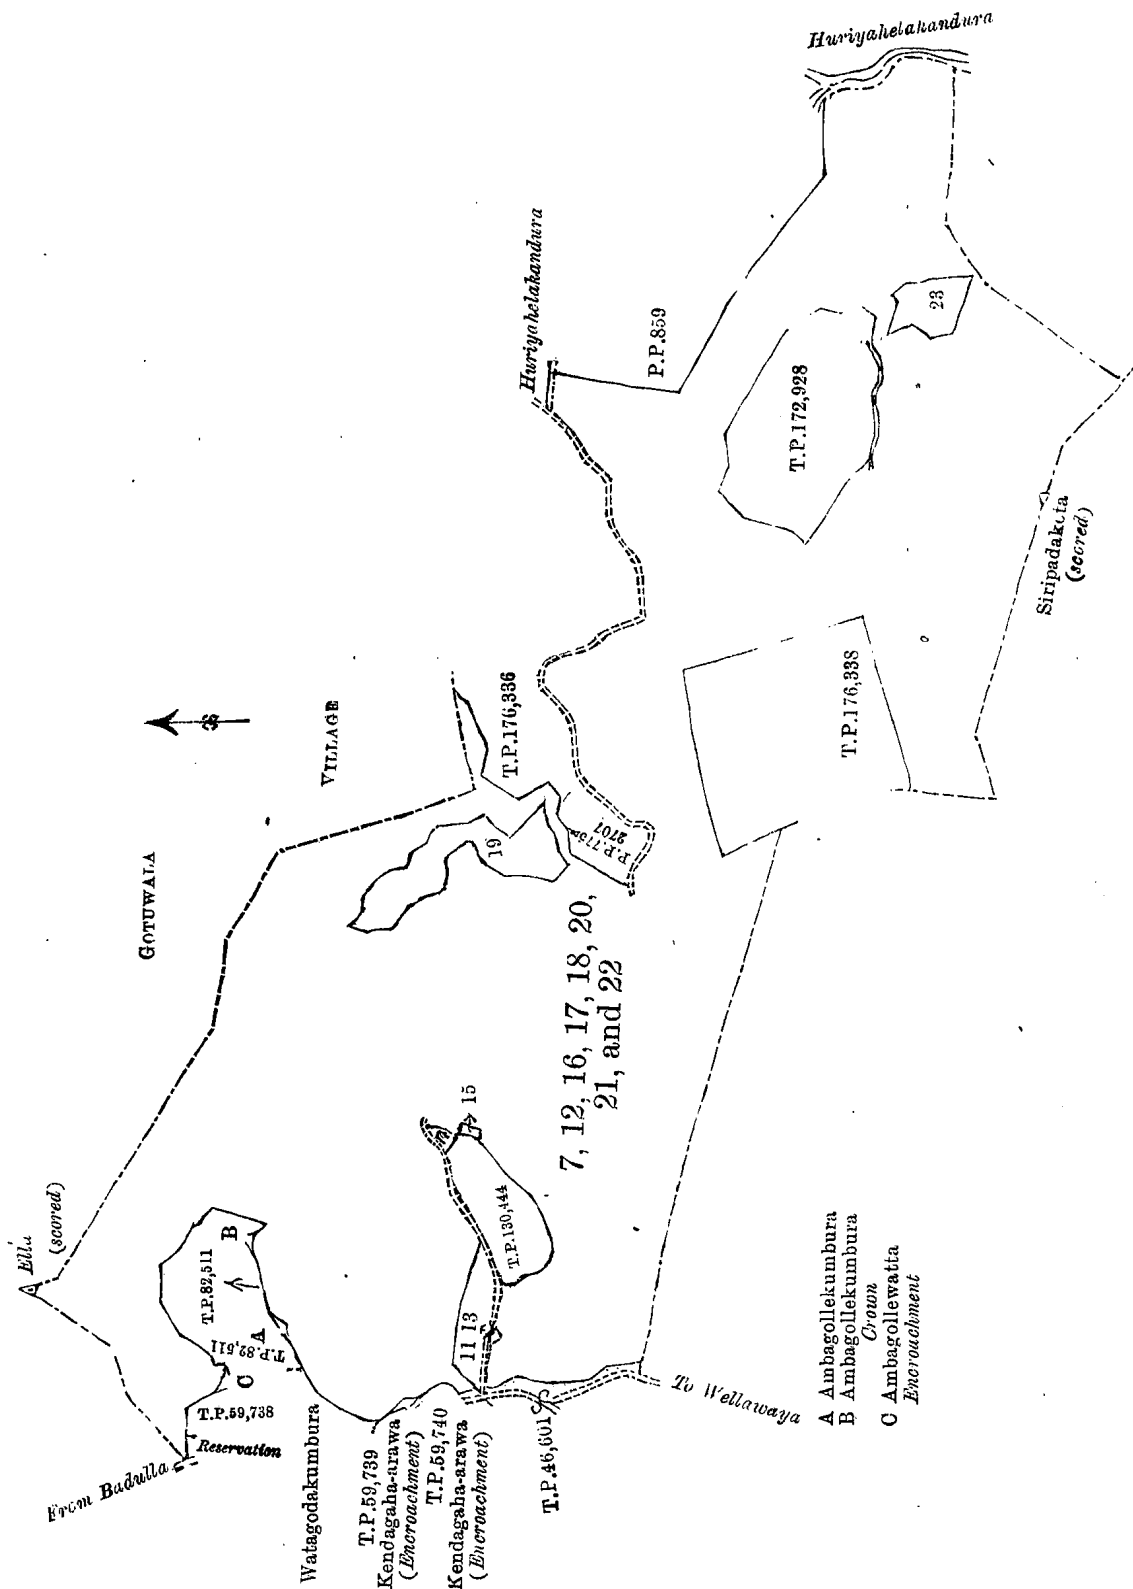 Huriyahelakandura
Huriyahelakandura
P.P.859
23
T.P.172,928
Siripadakota
(scored)
T.P.176,338
T.P.176,336
VILLAGE
GOTUWALA
19
P.P.
2707
7, 12, 16, 17, 18, 20,
21, and 22
15
T.P.130,444
11 13
Ella
(scored)
T.P.82,511
B
A
T.P.82,511
C
T.P.59,738
Reservation
From Badulla
Watagodakumbura
T.P.59,739
Kendagaha-arawa
(Encroachment)
T.P.59,740
Kendagaha-arawa
(Encroachment)
T.P.46,601
To Wellawaya
A Ambagollekumbura
B Ambagollekumbura
Crown
C Ambagollewatta
Encroachment